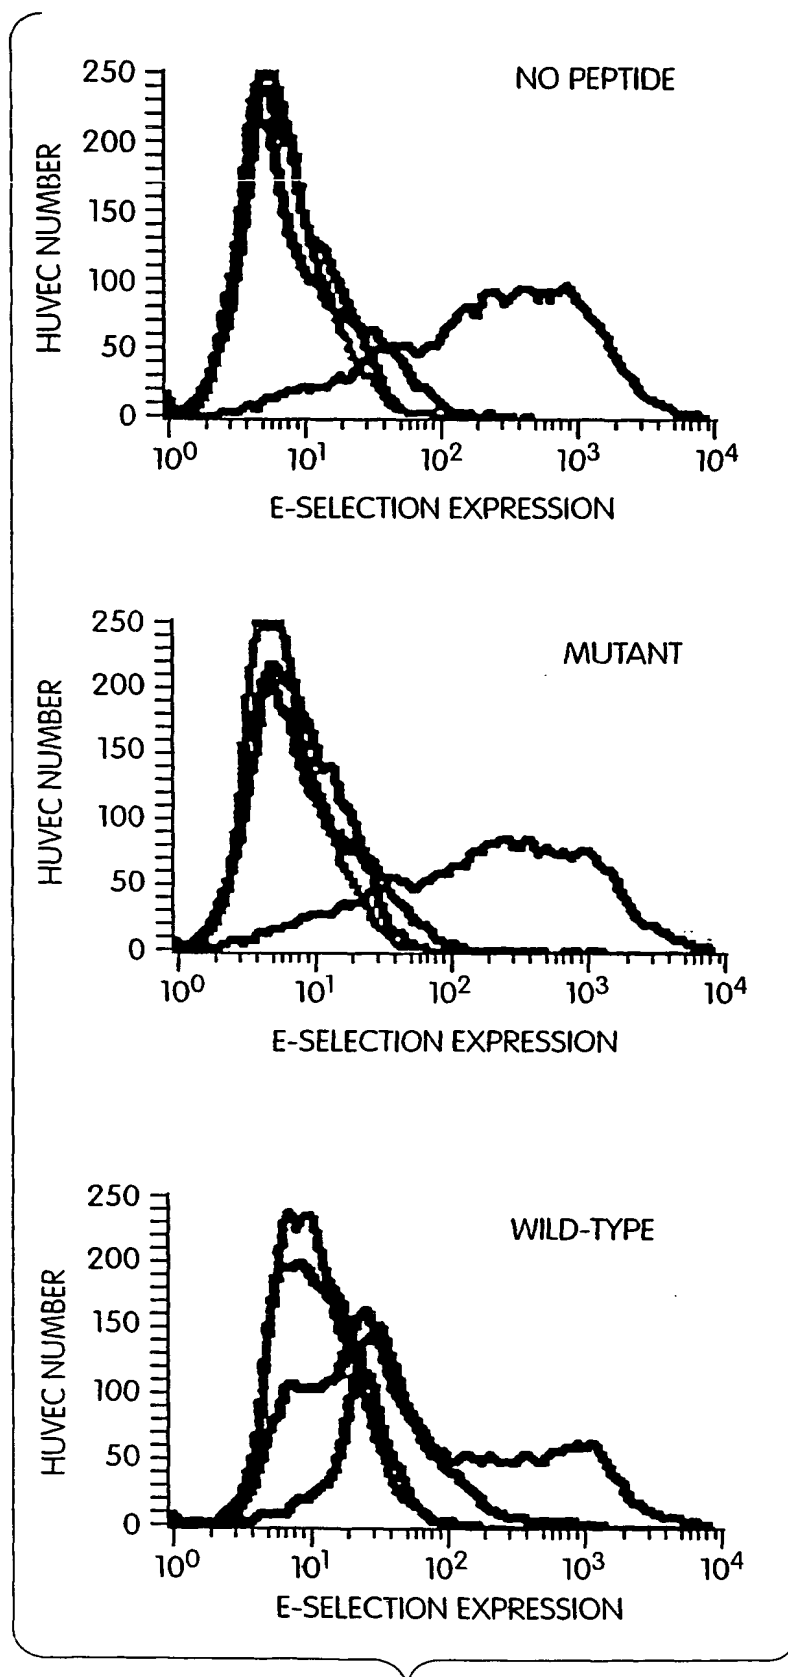 NO PEPTIDE
HUVEC NUMBER
250
200
150
100
50
0
10⁰ 10¹ 10² 10³ 10⁴
E-SELECTION EXPRESSION
MUTANT
HUVEC NUMBER
250
200
150
100
50
0
10⁰ 10¹ 10² 10³ 10⁴
E-SELECTION EXPRESSION
WILD-TYPE
HUVEC NUMBER
250
200
150
100
50
0
10⁰ 10¹ 10² 10³ 10⁴
E-SELECTION EXPRESSION